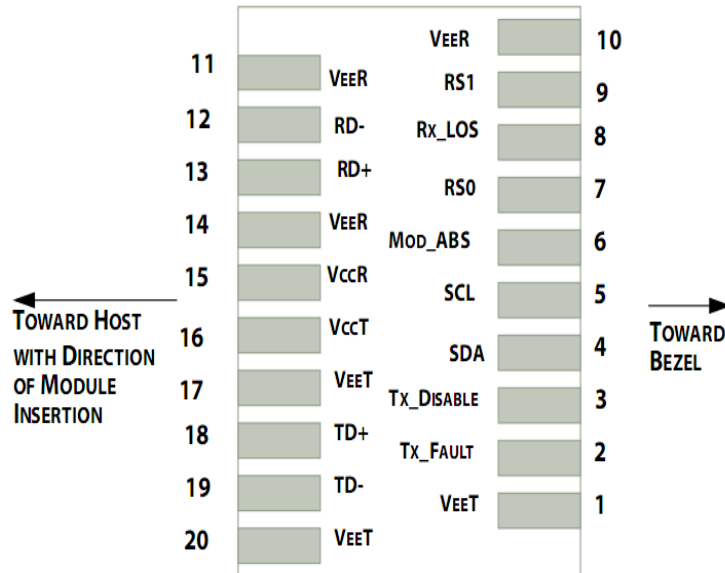 11
VEER
12
RD-
13
RD+
14
VEER
15
VCCR
16
VCCT
17
VEET
18
TD+
19
TD-
20
VEET
VEER
10
RS1
9
RX_LOS
8
RS0
7
MOD_ABS
6
SCL
5
SDA
4
TX_DISABLE
3
TX_FAULT
2
VEET
1
TOWARD HOST
WITH DIRECTION
OF MODULE
INSERTION
TOWARD
BEZEL